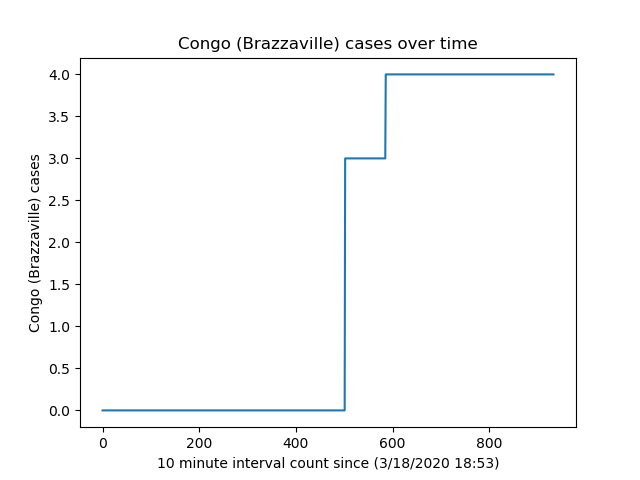 Congo (Brazzaville) cases over time
4.0
3.5
3.0
2.5
2.0
1.5
1.0
0.5
0.0
Congo (Brazzaville) cases
0 200 400 600 800
10 minute interval count since (3/18/2020 18:53)